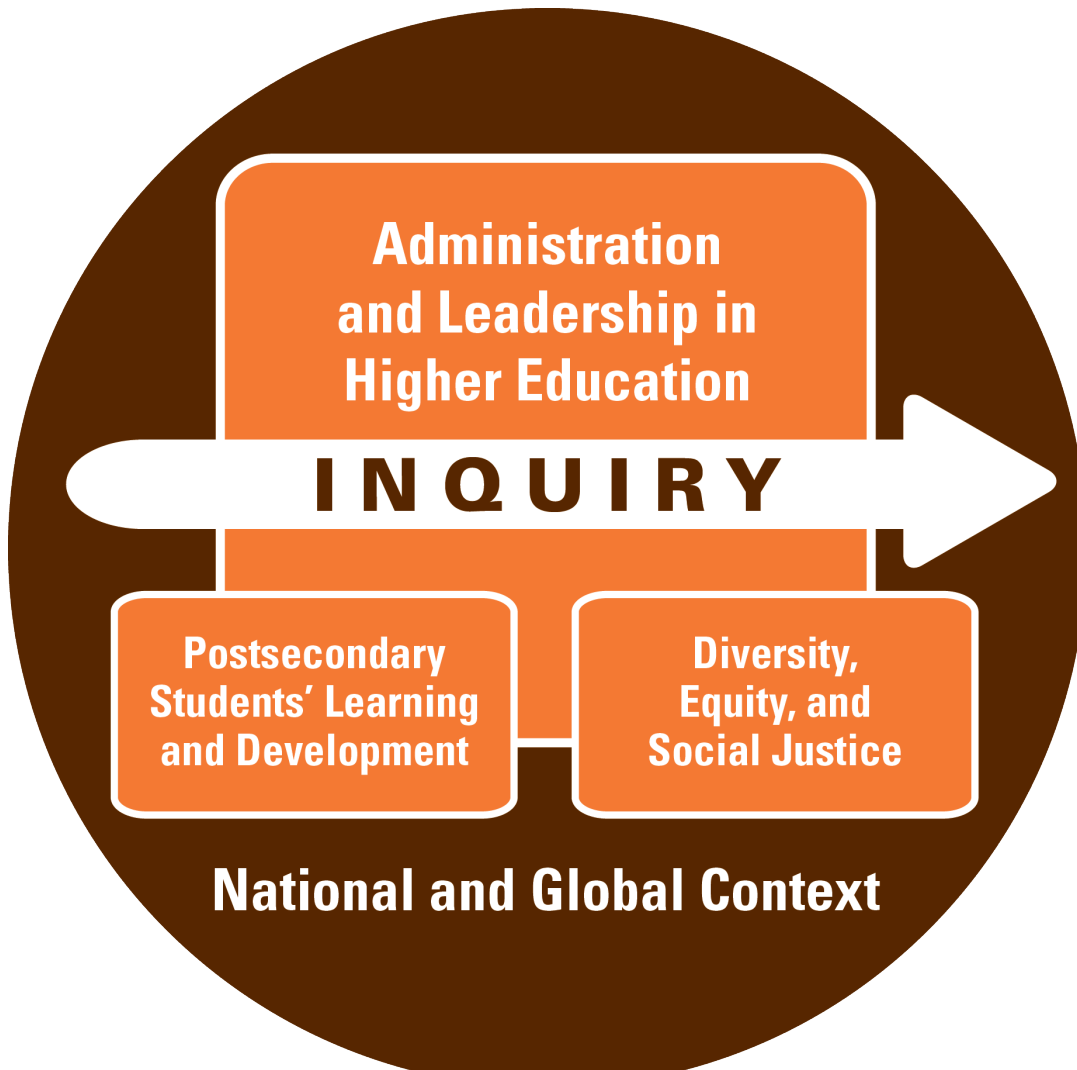 Administration
and Leadership in
Higher Education
INQUIRY
Postsecondary
Students’ Learning
and Development
Diversity,
Equity, and
Social Justice
National and Global Context